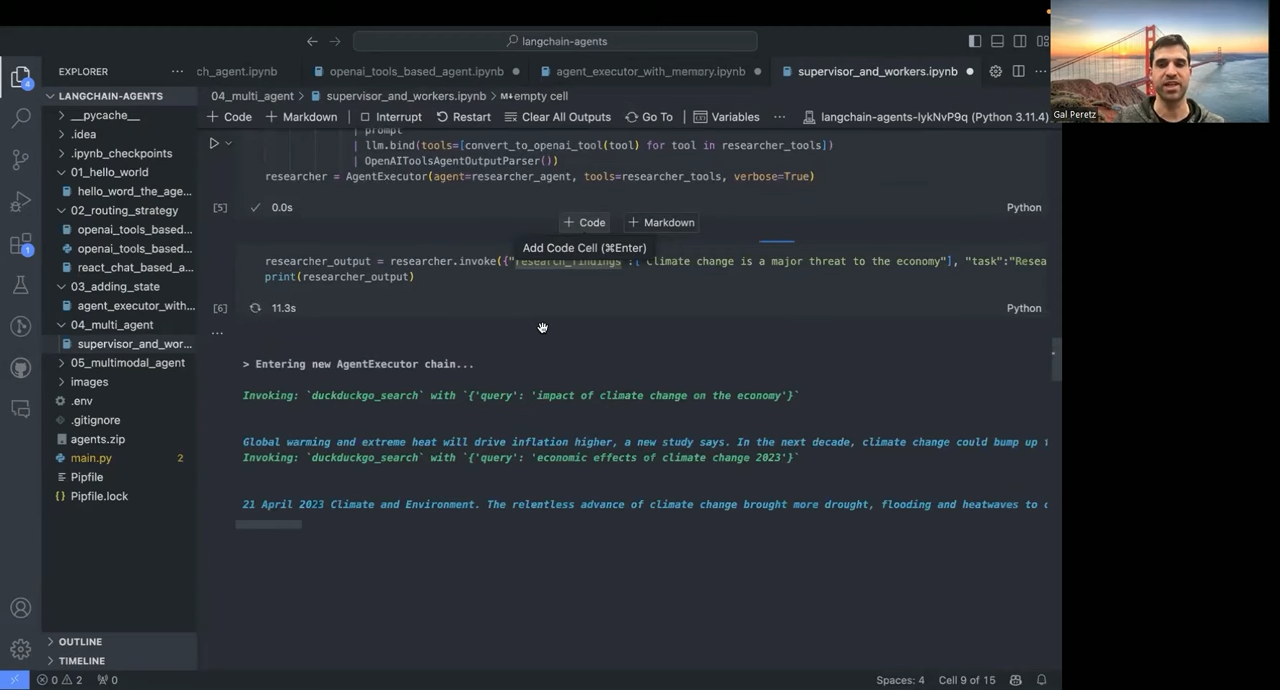 langchain-agents
EXPLORER
ch_agent.ipynb
openai_tools_based_agent.ipynb
agent_executor_with_memory.ipynb
supervisor_and_workers.ipynb
Gal Peretz
LANGCHAIN-AGENTS
04_multi_agent > supervisor_and_workers.ipynb > M↓empty cell
+ Code + Markdown Interrupt Restart Clear All Outputs Go To Variables ... langchain-agents-lykNvP9q (Python 3.11.4)
__pycache__
.idea
.ipynb_checkpoints
01_hello_world
hello_word_the_age...
02_routing_strategy
openai_tools_based...
openai_tools_based...
react_chat_based_a...
03_adding_state
agent_executor_with...
04_multi_agent
supervisor_and_wor...
05_multimodal_agent
images
.env
.gitignore
agents.zip
main.py 2
Pipfile
Pipfile.lock
OUTLINE
TIMELINE
4
1
| prompt
| llm.bind(tools=[convert_to_openai_tool(tool) for tool in researcher_tools])
| OpenAIToolsAgentOutputParser())
researcher = AgentExecutor(agent=researcher_agent, tools=researcher_tools, verbose=True)
[5] 0.0s Python
+ Code + Markdown
Add Code Cell (⌘Enter)
researcher_output = researcher.invoke({"research_findings":["Climate change is a major threat to the economy"], "task":"Resea
print(researcher_output)
[6] 11.3s Python
...
> Entering new AgentExecutor chain...
Invoking: `duckduckgo_search` with `{'query': 'impact of climate change on the economy'}`
Global warming and extreme heat will drive inflation higher, a new study says. In the next decade, climate change could bump up
Invoking: `duckduckgo_search` with `{'query': 'economic effects of climate change 2023'}`
21 April 2023 Climate and Environment. The relentless advance of climate change brought more drought, flooding and heatwaves to
0 2 0
Spaces: 4 Cell 9 of 15